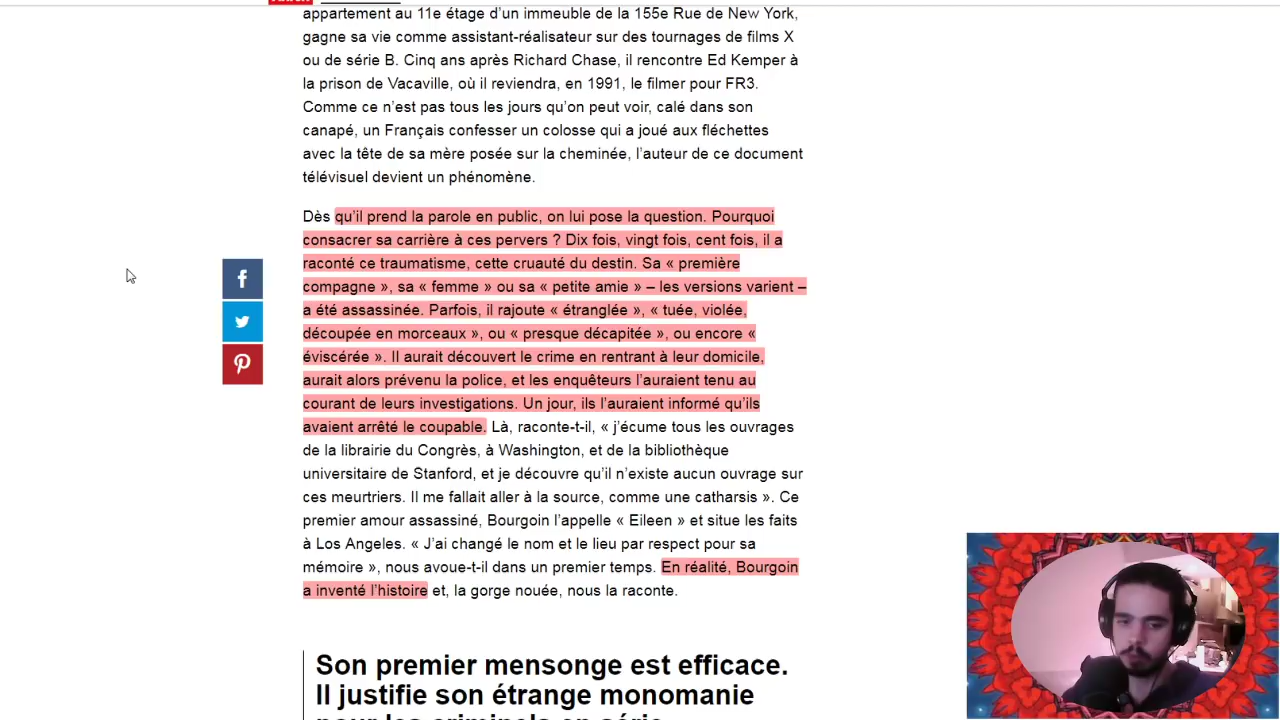 appartement au 11e étage d’un immeuble de la 155e Rue de New York,
gagne sa vie comme assistant-réalisateur sur des tournages de films X
ou de série B. Cinq ans après Richard Chase, il rencontre Ed Kemper à
la prison de Vacaville, où il reviendra, en 1991, le filmer pour FR3.
Comme ce n’est pas tous les jours qu’on peut voir, calé dans son
canapé, un Français confesser un colosse qui a joué aux fléchettes
avec la tête de sa mère posée sur la cheminée, l’auteur de ce document
télévisuel devient un phénomène.
Dès qu’il prend la parole en public, on lui pose la question. Pourquoi
consacrer sa carrière à ces pervers ? Dix fois, vingt fois, cent fois, il a
raconté ce traumatisme, cette cruauté du destin. Sa « première
compagne », sa « femme » ou sa « petite amie » – les versions varient –
a été assassinée. Parfois, il rajoute « étranglée », « tuée, violée,
découpée en morceaux », ou « presque décapitée », ou encore «
éviscérée ». Il aurait découvert le crime en rentrant à leur domicile,
aurait alors prévenu la police, et les enquêteurs l’auraient tenu au
courant de leurs investigations. Un jour, ils l’auraient informé qu’ils
avaient arrêté le coupable. Là, raconte-t-il, « j’écume tous les ouvrages
de la librairie du Congrès, à Washington, et de la bibliothèque
universitaire de Stanford, et je découvre qu’il n’existe aucun ouvrage sur
ces meurtriers. Il me fallait aller à la source, comme une catharsis ». Ce
premier amour assassiné, Bourgoin l’appelle « Eileen » et situe les faits
à Los Angeles. « J’ai changé le nom et le lieu par respect pour sa
mémoire », nous avoue-t-il dans un premier temps. En réalité, Bourgoin
a inventé l’histoire et, la gorge nouée, nous la raconte.
Son premier mensonge est efficace.
Il justifie son étrange monomanie
pour les criminels en série